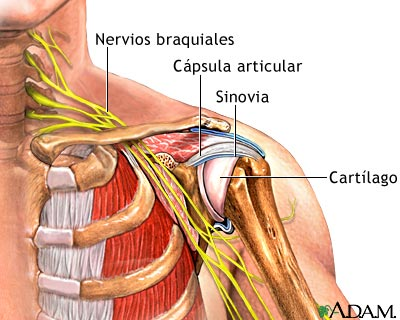 Nervios braquiales
Cápsula articular
Sinovia
Cartílago
A.D.A.M.